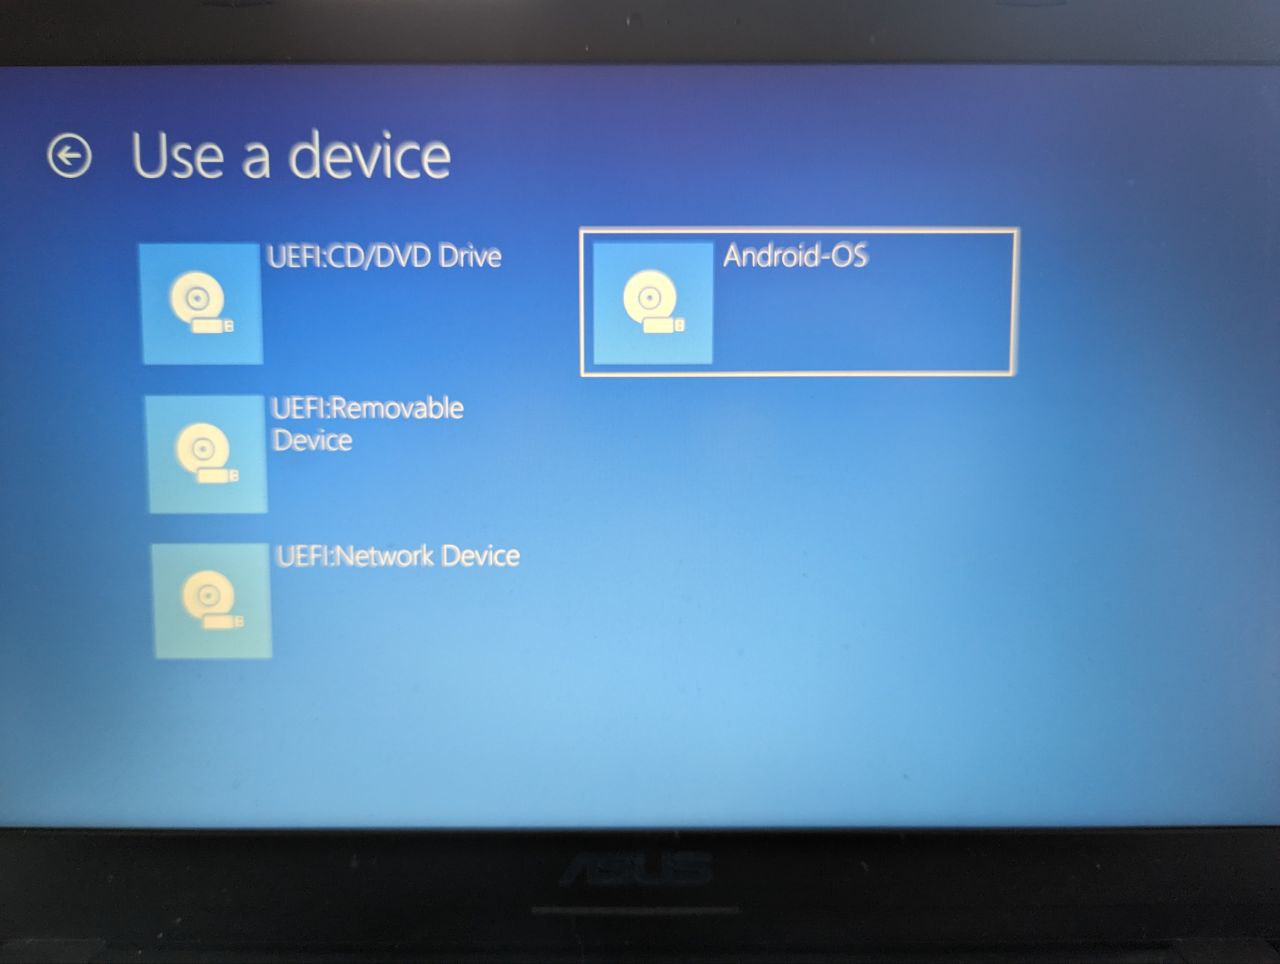 Use a device
UEFI:CD/DVD Drive
Android-OS
UEFI:Removable
Device
UEFI:Network Device
ASUS